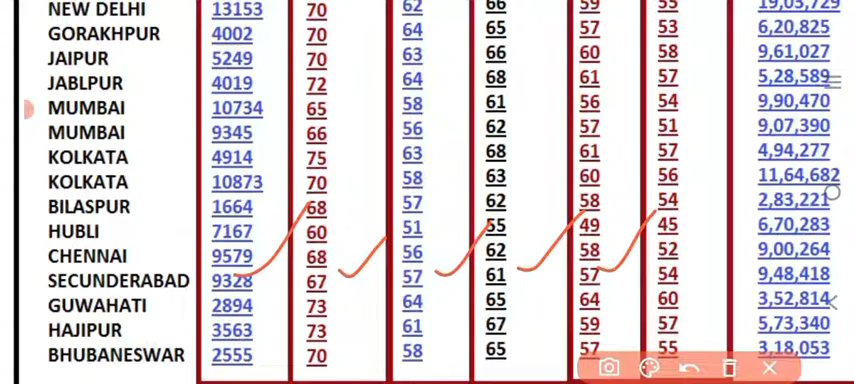 NEW DELHI 13153 70 62 66 59 55 19,03,729
GORAKHPUR 4002 70 64 65 57 53 6,20,825
JAIPUR 5249 70 63 66 60 58 9,61,027
JABLPUR 4019 72 64 68 61 57 5,28,589
MUMBAI 10734 65 58 61 56 54 9,90,470
MUMBAI 9345 66 56 62 57 51 9,07,390
KOLKATA 4914 75 63 68 61 57 4,94,277
KOLKATA 10873 70 58 63 60 56 11,64,682
BILASPUR 1664 68 57 62 58 54 2,83,221
HUBLI 7167 60 51 55 49 45 6,70,283
CHENNAI 9579 68 56 62 58 52 9,00,264
SECUNDERABAD 9328 67 57 61 57 54 9,48,418
GUWAHATI 2894 73 64 65 64 60 3,52,814
HAJIPUR 3563 73 61 67 59 57 5,73,340
BHUBANESWAR 2555 70 58 65 57 55 3,18,053